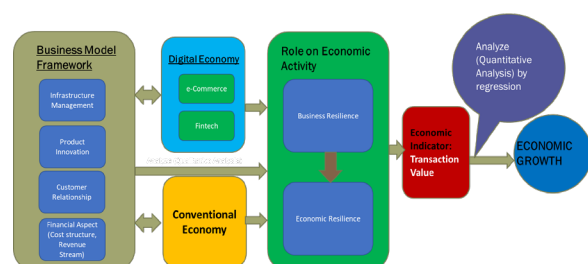 Business Model
Framework
Infrastructure
Management
Product
Innovation
Customer
Relationship
Financial Aspect
(Cost structure,
Revenue
Stream)
Digital Economy
e-Commerce
Fintech
Conventional
Economy
Role on Economic
Activity
Business Resilience
Economic Resilience
Economic
Indicator:
Transaction
Value
Analyze
(Quantitative
Analysis) by
regression
ECONOMIC
GROWTH